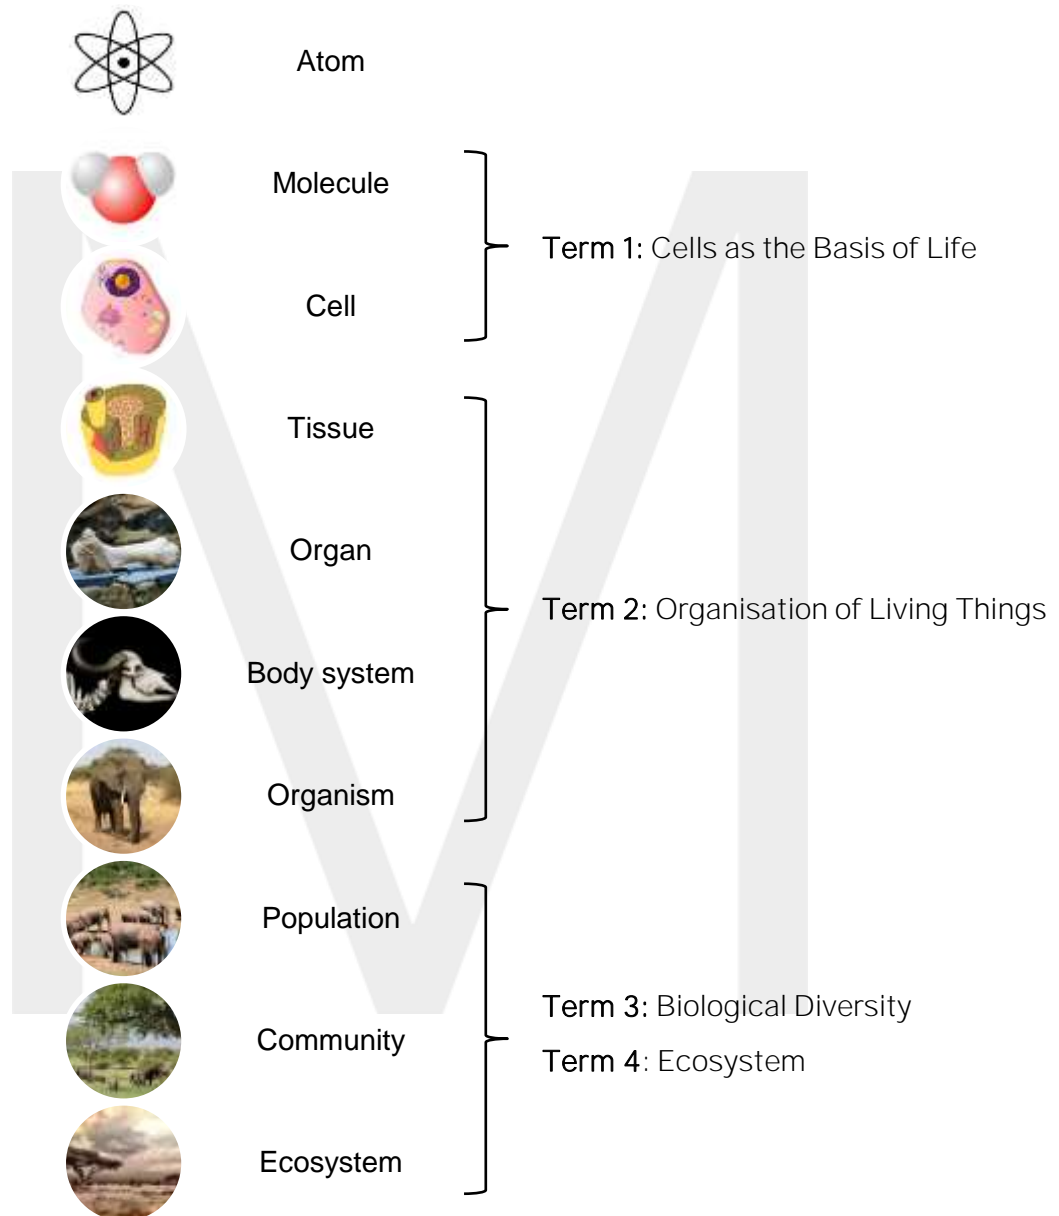 Atom
Molecule
Term 1: Cells as the Basis of Life
Cell
Tissue
Organ
Term 2: Organisation of Living Things
Body system
Organism
Population
Term 3: Biological Diversity
Community
Term 4: Ecosystem
Ecosystem